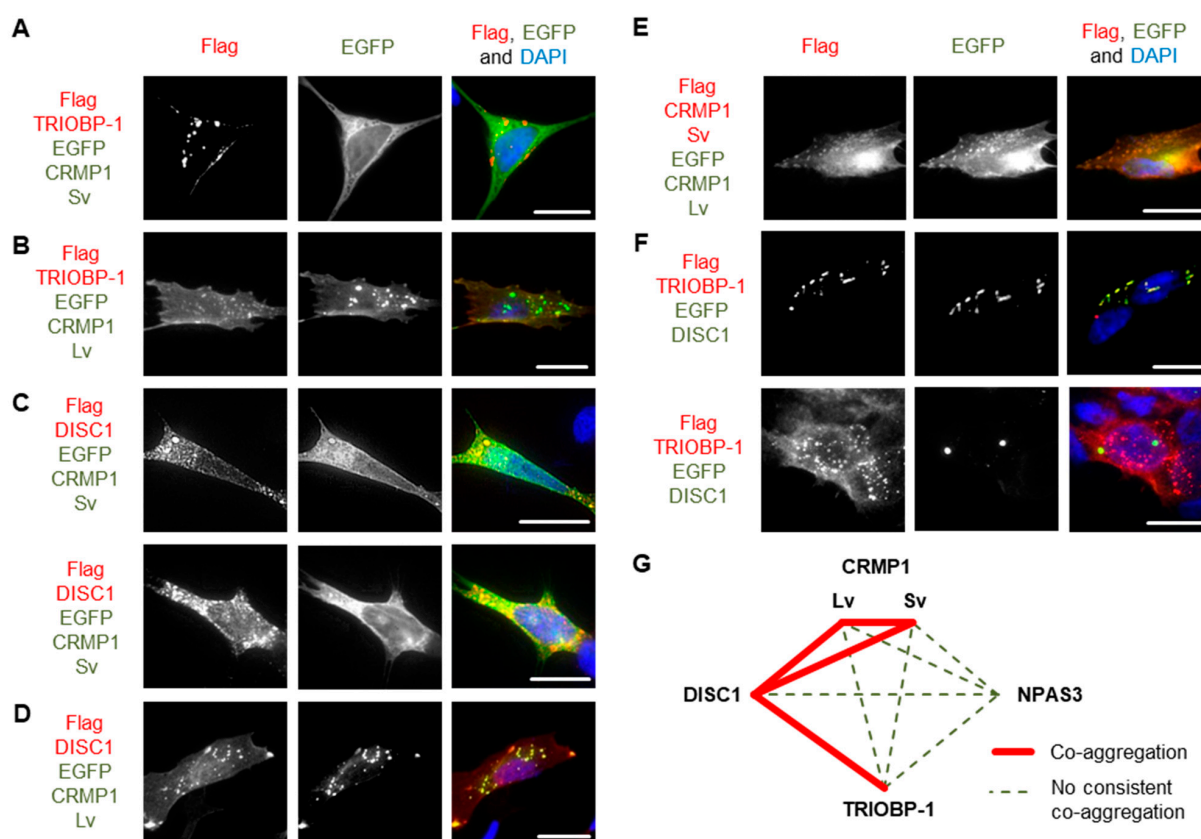 A
Flag
EGFP
Flag, EGFP
and DAPI
Flag
TRIOBP-1
EGFP
CRMP1
Sv
B
Flag
TRIOBP-1
EGFP
CRMP1
Lv
C
Flag
DISC1
EGFP
CRMP1
Sv
Flag
DISC1
EGFP
CRMP1
Sv
D
Flag
DISC1
EGFP
CRMP1
Lv
E
Flag
EGFP
Flag, EGFP
and DAPI
Flag
CRMP1
Sv
EGFP
CRMP1
Lv
F
Flag
TRIOBP-1
EGFP
DISC1
Flag
TRIOBP-1
EGFP
DISC1
G
CRMP1
Lv Sv
DISC1
NPAS3
TRIOBP-1
Co-aggregation
No consistent
co-aggregation